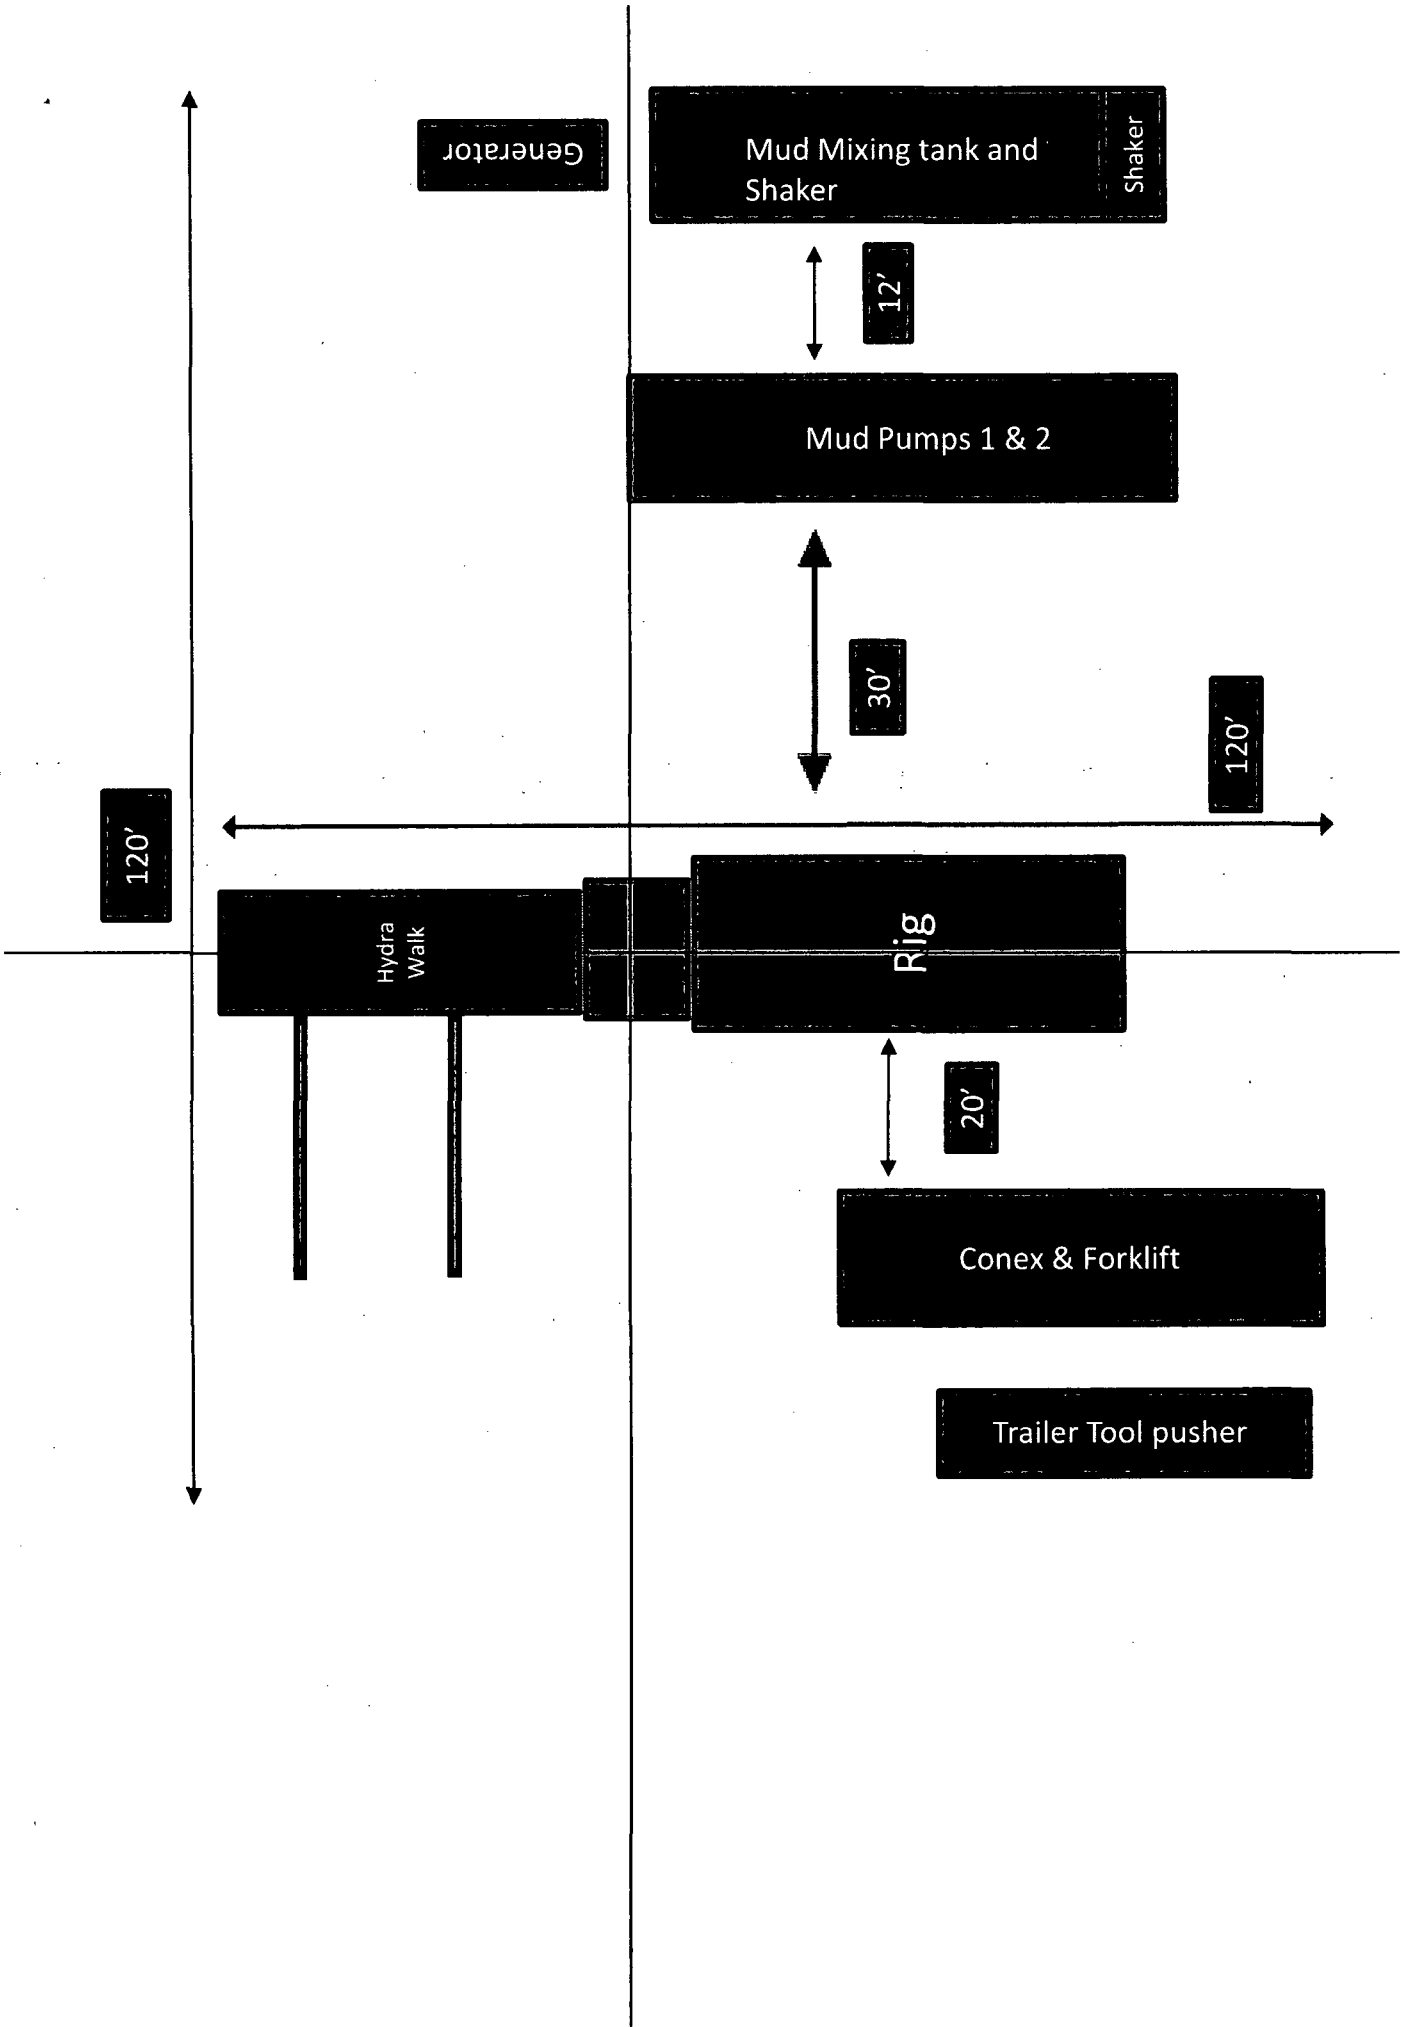 Generator
Mud Mixing tank and
Shaker
Shaker
12’
Mud Pumps 1 & 2
30’
120’
120’
Hydra
Walk
Rig
20’
Conex & Forklift
Trailer Tool pusher